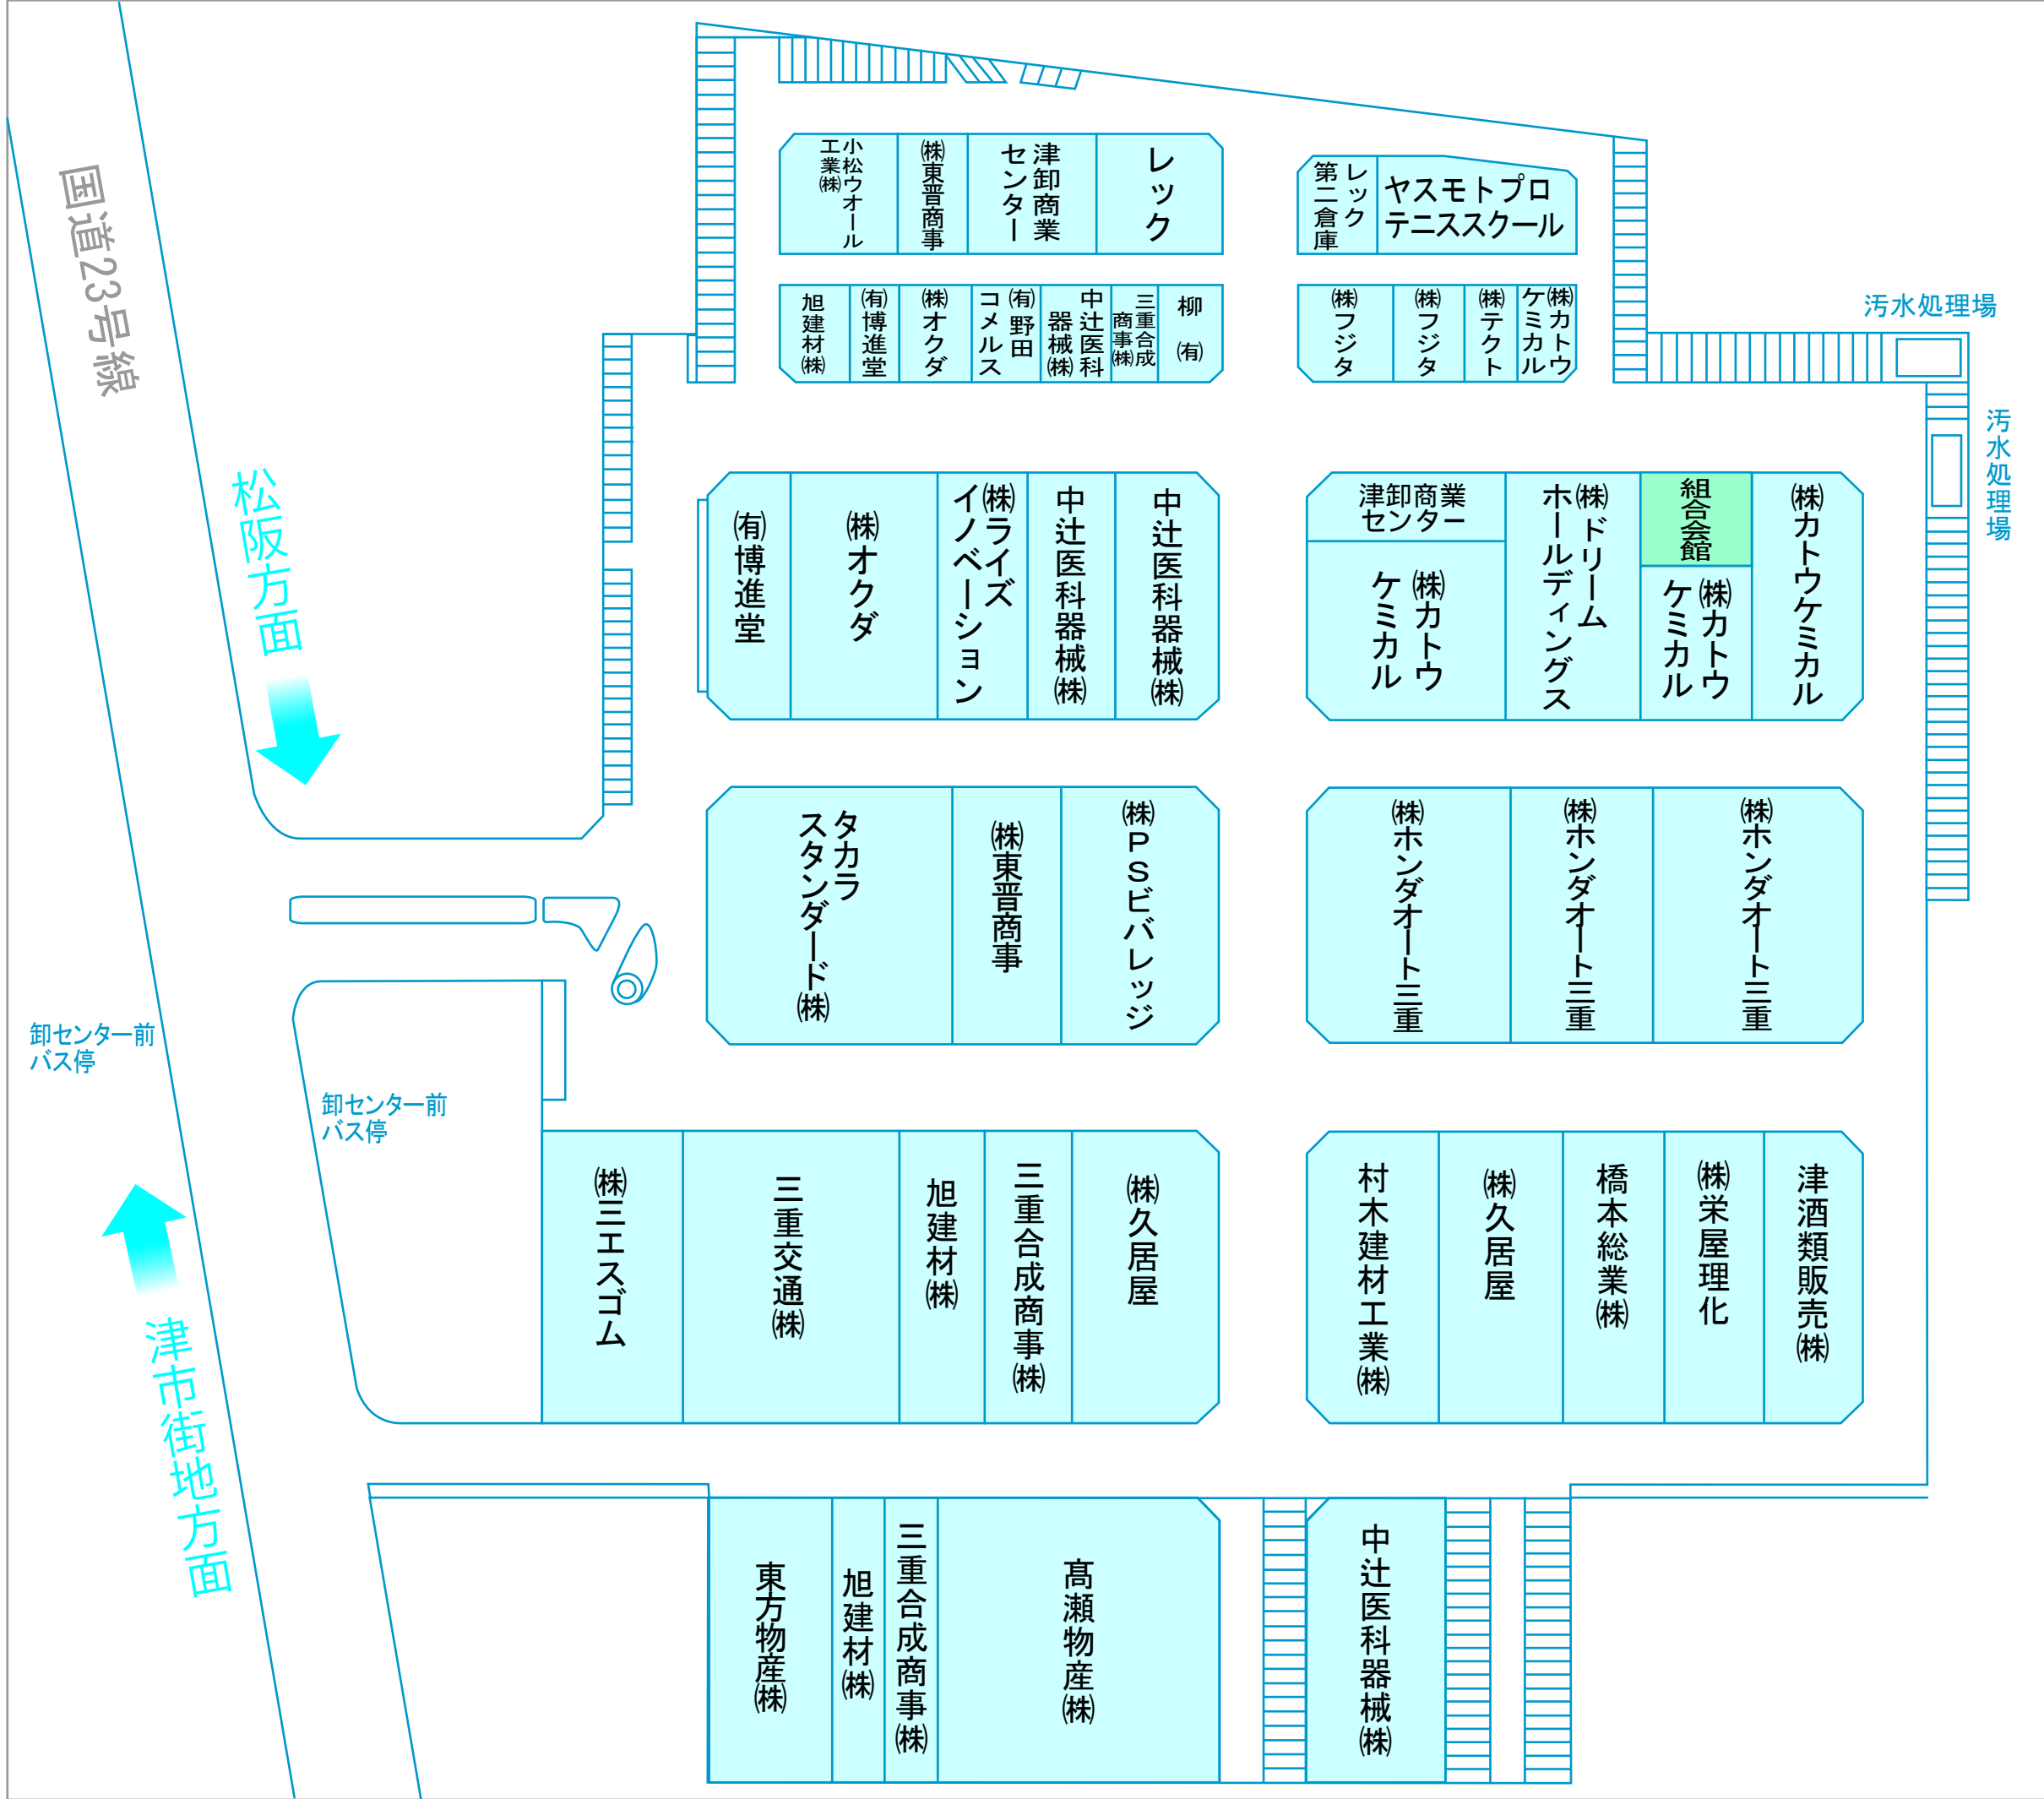 国道23号線
松阪方面
卸センター前
バス停
卸センター前
バス停
津市街地方面
小松ウオール
工業㈱
㈱東晋商事
津卸商業
センター
レック
レック
第二倉庫
ヤスモトプロ
テニススクール
旭建材㈱
㈲博進堂
㈱オクダ
㈲野田
コメルス
中辻医科
器械㈱
三重合成
商事㈱
柳㈲
㈱フジタ
㈱フジタ
㈱テクト
㈱カトウ
ケミカル
汚水処理場
汚水処理場
㈲博進堂
㈱オクダ
㈱ライズ
イノベーション
中辻医科器械㈱
中辻医科器械㈱
津卸商業
センター
㈱カトウ
ケミカル
㈱ドリーム
ホールディングス
組合会館
㈱カトウ
ケミカル
㈱カトウケミカル
タカラ
スタンダード㈱
㈱東晋商事
㈱PSビバレッジ
㈱ホンダオート三重
㈱ホンダオート三重
㈱ホンダオート三重
㈱三エスゴム
三重交通㈱
旭建材㈱
三重合成商事㈱
㈱久居屋
村木建材工業㈱
㈱久居屋
橋本総業㈱
㈱栄屋理化
津酒類販売㈱
東方物産㈱
旭建材㈱
三重合成商事㈱
髙瀬物産㈱
中辻医科器械㈱